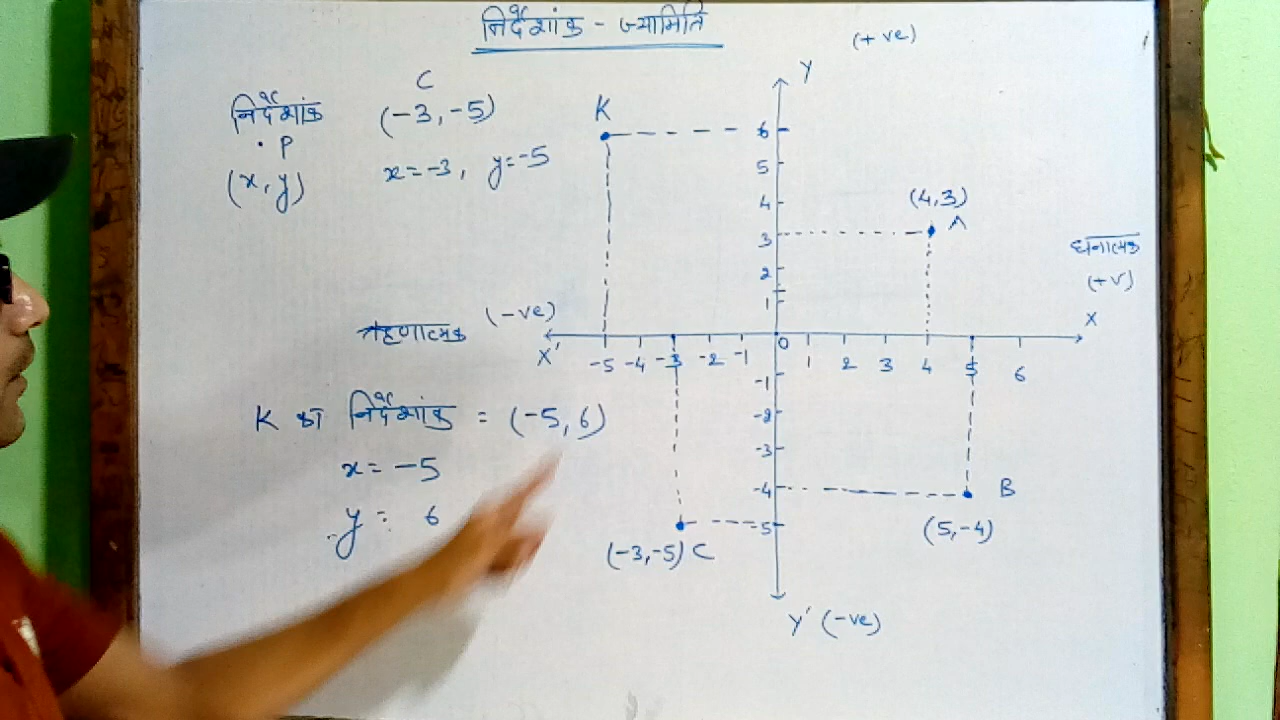 निर्देशांक - ज्यामिति
(+ve)
Y
C
निर्देशांक (-3, -5)
. P
(x, y) x = -3, y = -5
K
6
5
4
3
2
1
(4,3)
A
धनात्मक
(+v)
X
ऋणात्मक (-ve)
X'
-5 -4 -3 -2 -1 0 1 2 3 4 5 6
-1
-2
-3
-4
-5
K का निर्देशांक = (-5, 6)
x = -5
y = 6
B
(5,-4)
(-3,-5) C
Y' (-ve)